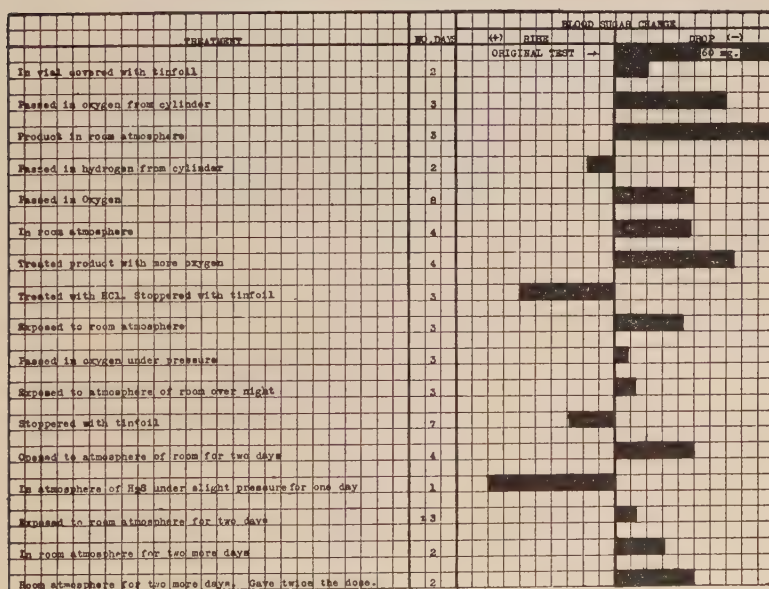 BLOOD SUGAR CHANGE
TREATMENT NO. DAYS (+) RISE DROP (-)
ORIGINAL TEST → 60 mg.
In vial covered with tinfoil 2
Passed in oxygen from cylinder 3
Product in room atmosphere 3
Passed in hydrogen from cylinder 2
Passed in Oxygen 8
In room atmosphere 4
Treated product with more oxygen 4
Treated with HCl. Stoppered with tinfoil 3
Exposed to room atmosphere 3
Passed in oxygen under pressure 3
Exposed to atmosphere of room over night 3
Stoppered with tinfoil 7
Opened to atmosphere of room for two days 4
In atmosphere of H2S under slight pressure for one day 1
Exposed to room atmosphere for two days 3
In room atmosphere for two more days 2
Room atmosphere for two more days. Gave twice the dose. 2